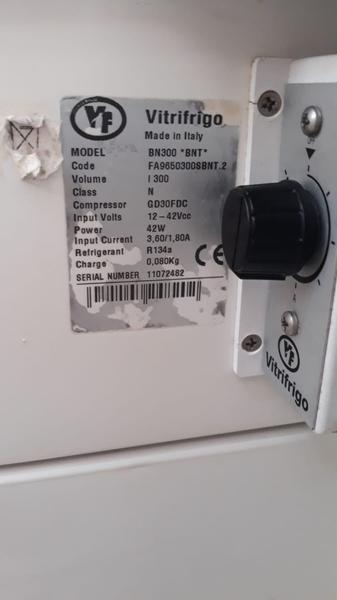 VF
Vitrifrigo
Made in Italy
MODEL BN300 *BNT*
Code FA9650300SBNT.2
Volume l 300
Class N
Compressor GD30FDC
Input Volts 12-42Vcc
Power 42W
Input Current 3,60/1,80A
Refrigerant R134a
Charge 0,080Kg
CE
SERIAL NUMBER 11072482
VF
Vitrifrigo